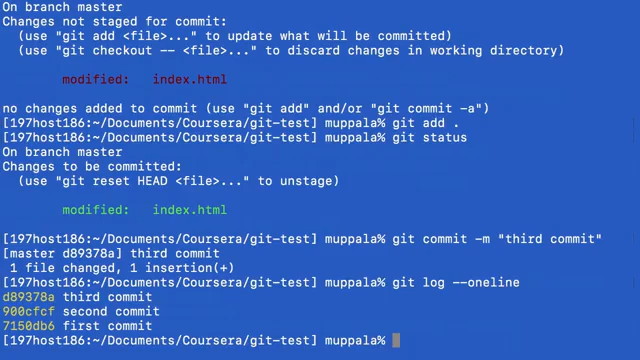 On branch master
Changes not staged for commit:
(use "git add <file>..." to update what will be committed)
(use "git checkout -- <file>..." to discard changes in working directory)
modified: index.html
no changes added to commit (use "git add" and/or "git commit -a")
[197host186:~/Documents/Coursera/git-test] muppala% git add .
[197host186:~/Documents/Coursera/git-test] muppala% git status
On branch master
Changes to be committed:
(use "git reset HEAD <file>..." to unstage)
modified: index.html
[197host186:~/Documents/Coursera/git-test] muppala% git commit -m "third commit"
[master d89378a] third commit
1 file changed, 1 insertion(+)
[197host186:~/Documents/Coursera/git-test] muppala% git log --oneline
d89378a third commit
900cfcf second commit
7150db6 first commit
[197host186:~/Documents/Coursera/git-test] muppala%